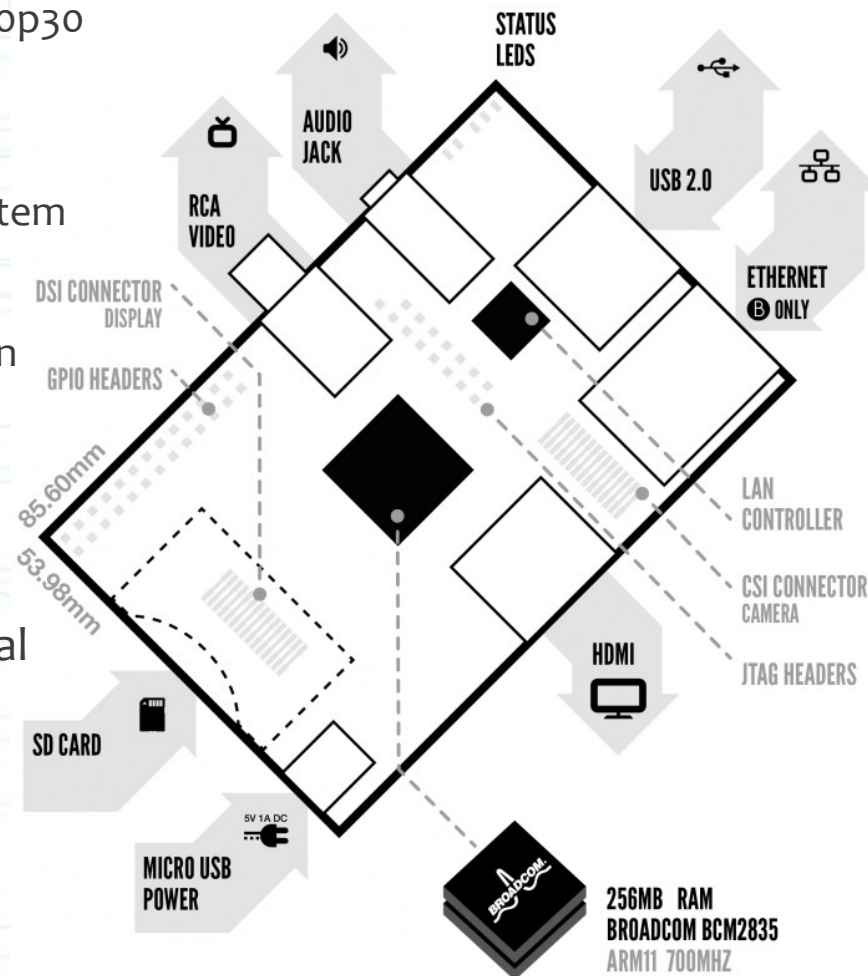 op30
tem
n
al
STATUS
LEDS
AUDIO
JACK
RCA
VIDEO
USB 2.0
ETHERNET
B ONLY
DSI CONNECTOR
DISPLAY
GPIO HEADERS
85.60mm
53.98mm
LAN
CONTROLLER
CSI CONNECTOR
CAMERA
JTAG HEADERS
HDMI
SD CARD
5V 1A DC
MICRO USB
POWER
BROADCOM.
256MB RAM
BROADCOM BCM2835
ARM11 700MHZ